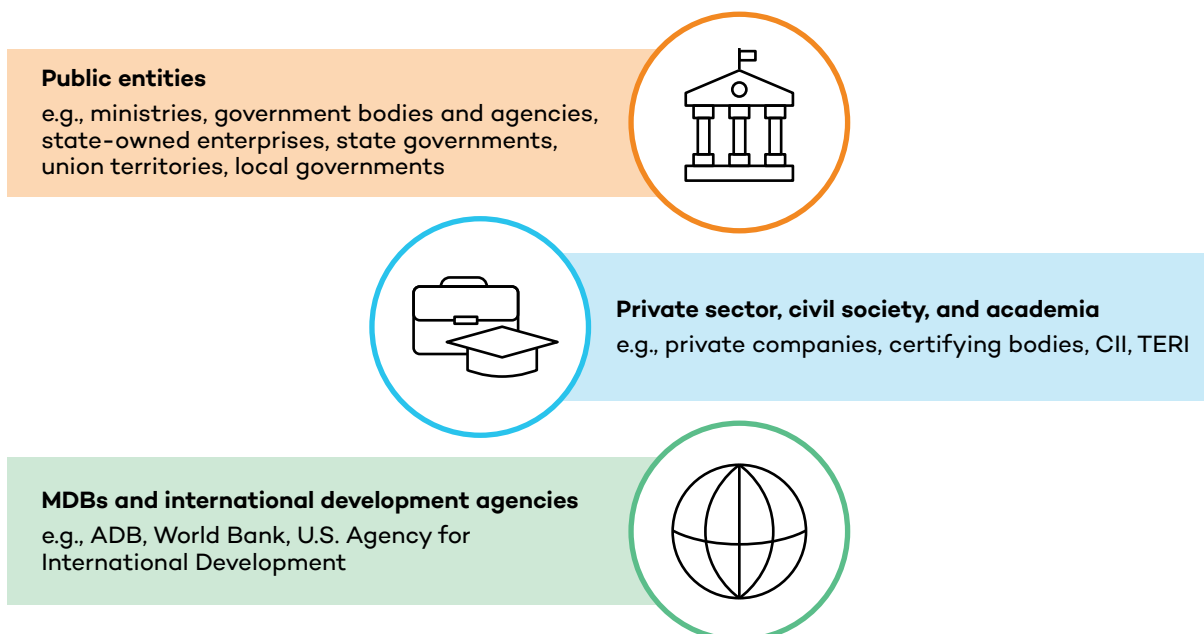 Public entities
e.g., ministries, government bodies and agencies,
state-owned enterprises, state governments,
union territories, local governments
Private sector, civil society, and academia
e.g., private companies, certifying bodies, CII, TERI
MDBs and international development agencies
e.g., ADB, World Bank, U.S. Agency for
International Development